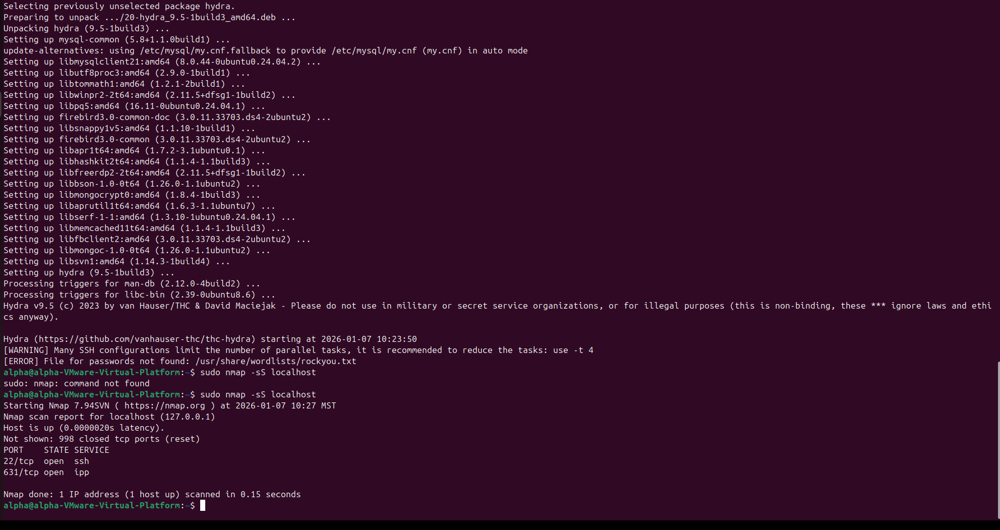 Selecting previously unselected package hydra.
Preparing to unpack .../20-hydra_9.5-1build3_amd64.deb ...
Unpacking hydra (9.5-1build3) ...
Setting up mysql-common (5.8+1.1.0build1) ...
update-alternatives: using /etc/mysql/my.cnf.fallback to provide /etc/mysql/my.cnf (my.cnf) in auto mode
Setting up libmysqlclient21:amd64 (8.0.44-0ubuntu0.24.04.2) ...
Setting up libutf8proc3:amd64 (2.9.0-1build1) ...
Setting up libtommath1:amd64 (1.2.1-2build1) ...
Setting up libwinpr2-2t64:amd64 (2.11.5+dfsg1-1build2) ...
Setting up libpq5:amd64 (16.11-0ubuntu0.24.04.1) ...
Setting up firebird3.0-common-doc (3.0.11.33703.ds4-2ubuntu2) ...
Setting up libsnappy1v5:amd64 (1.1.10-1build1) ...
Setting up firebird3.0-common (3.0.11.33703.ds4-2ubuntu2) ...
Setting up libapr1t64:amd64 (1.7.2-3.1ubuntu0.1) ...
Setting up libhashkit2t64:amd64 (1.1.4-1.1build3) ...
Setting up libfreerdp2-2t64:amd64 (2.11.5+dfsg1-1build2) ...
Setting up libbson-1.0-0t64 (1.26.0-1.1ubuntu2) ...
Setting up libmongocrypt0:amd64 (1.8.4-1build3) ...
Setting up libaprutil1t64:amd64 (1.6.3-1.1ubuntu7) ...
Setting up libserf-1-1:amd64 (1.3.10-1ubuntu0.24.04.1) ...
Setting up libmemcached11t64:amd64 (1.1.4-1.1build3) ...
Setting up libfbclient2:amd64 (3.0.11.33703.ds4-2ubuntu2) ...
Setting up libmongoc-1.0-0t64 (1.26.0-1.1ubuntu2) ...
Setting up libsvn1:amd64 (1.14.3-1build4) ...
Setting up hydra (9.5-1build3) ...
Processing triggers for man-db (2.12.0-4build2) ...
Processing triggers for libc-bin (2.39-0ubuntu8.6) ...
Hydra v9.5 (c) 2023 by van Hauser/THC & David Maciejak - Please do not use in military or secret service organizations, or for illegal purposes (this is non-binding, these *** ignore laws and ethi
cs anyway).

Hydra (https://github.com/vanhauser-thc/thc-hydra) starting at 2026-01-07 10:23:50
[WARNING] Many SSH configurations limit the number of parallel tasks, it is recommended to reduce the tasks: use -t 4
[ERROR] File for passwords not found: /usr/share/wordlists/rockyou.txt
alpha@alpha-VMware-Virtual-Platform:~$ sudo nmap -sS localhost
sudo: nmap: command not found
alpha@alpha-VMware-Virtual-Platform:~$ sudo nmap -sS localhost
Starting Nmap 7.94SVN ( https://nmap.org ) at 2026-01-07 10:27 MST
Nmap scan report for localhost (127.0.0.1)
Host is up (0.0000020s latency).
Not shown: 998 closed tcp ports (reset)
PORT    STATE SERVICE
22/tcp  open  ssh
631/tcp open  ipp

Nmap done: 1 IP address (1 host up) scanned in 0.15 seconds
alpha@alpha-VMware-Virtual-Platform:~$